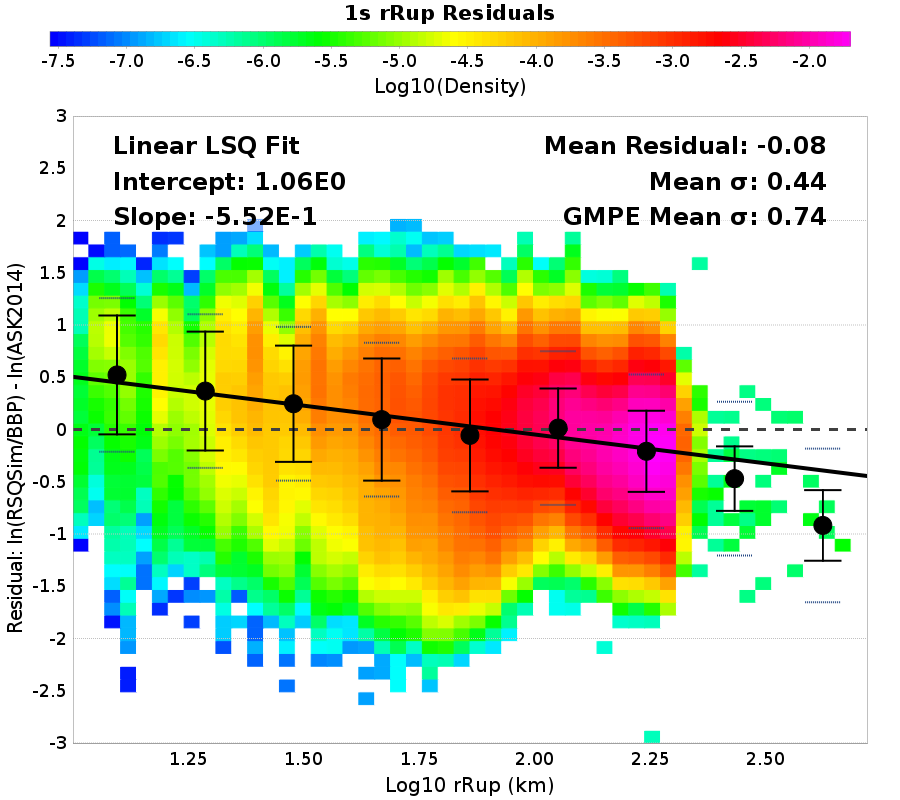 1s rRup Residuals
-7.5 -7.0 -6.5 -6.0 -5.5 -5.0 -4.5 -4.0 -3.5 -3.0 -2.5 -2.0
Log10(Density)
Linear LSQ Fit
Intercept: 1.06E0
Slope: -5.52E-1
Mean Residual: -0.08
Mean σ: 0.44
GMPE Mean σ: 0.74
Residual: ln(RSQSim/BBP) - ln(ASK2014)
3
2.5
2
1.5
1
0.5
0
-0.5
-1
-1.5
-2
-2.5
-3
1.25 1.50 1.75 2.00 2.25 2.50
Log10 rRup (km)